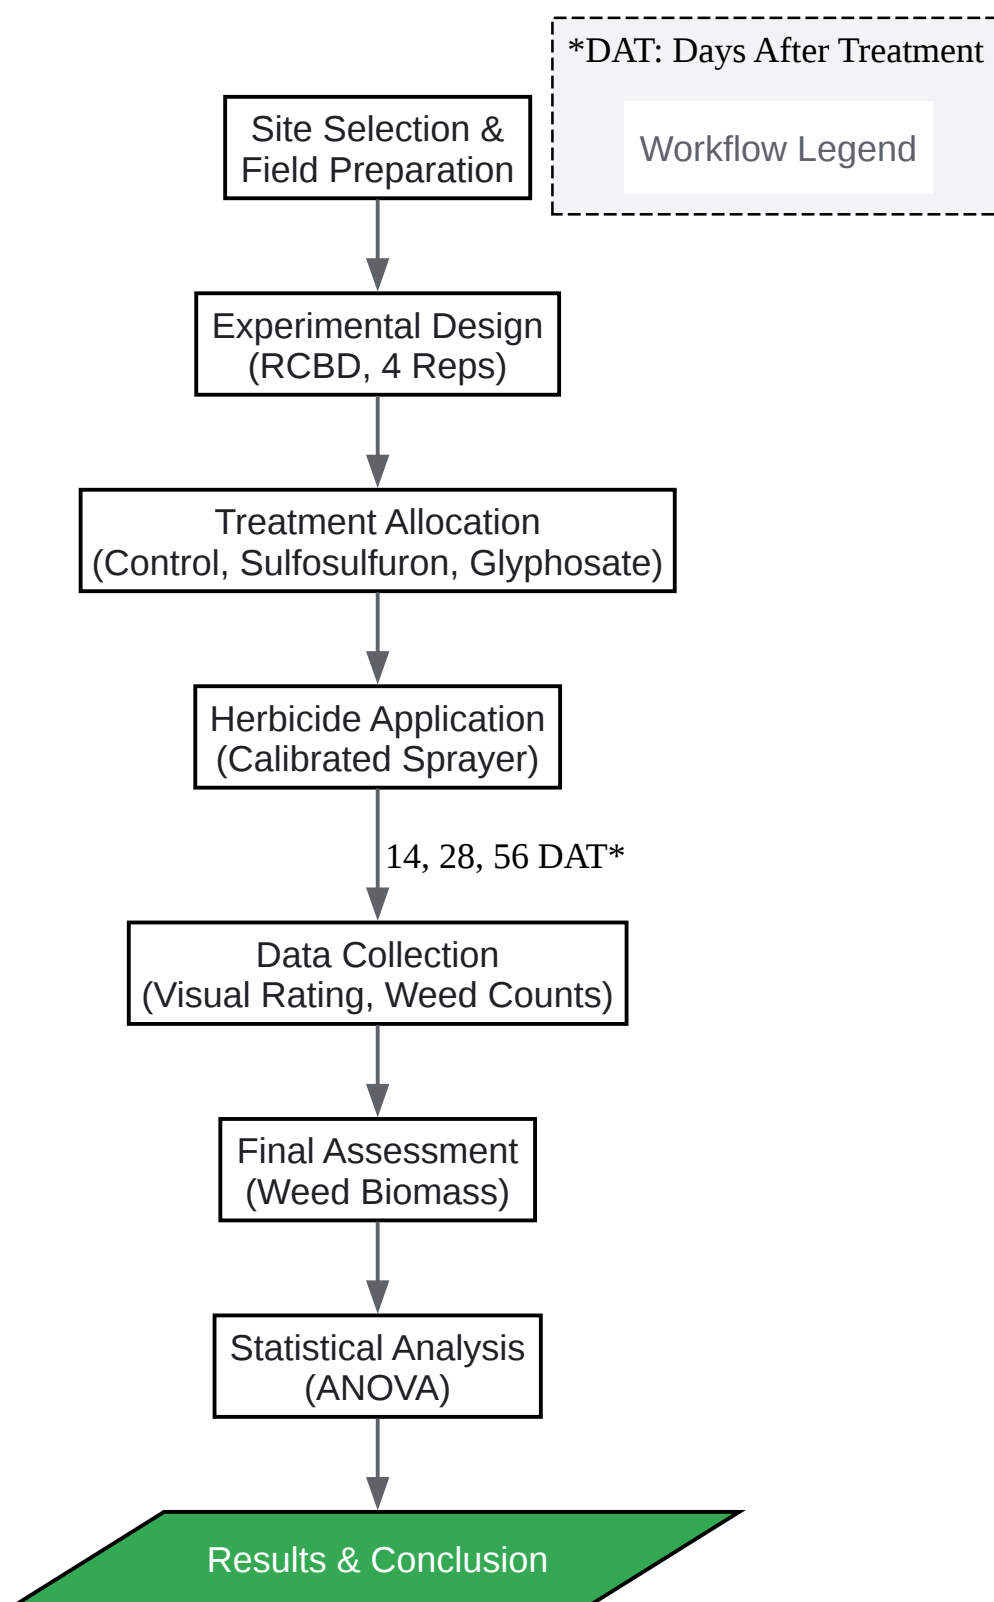 *DAT: Days After Treatment
Workflow Legend
Site Selection &
Field Preparation
Experimental Design
(RCBD, 4 Reps)
Treatment Allocation
(Control, Sulfosulfuron, Glyphosate)
Herbicide Application
(Calibrated Sprayer)
14, 28, 56 DAT*
Data Collection
(Visual Rating, Weed Counts)
Final Assessment
(Weed Biomass)
Statistical Analysis
(ANOVA)
Results & Conclusion